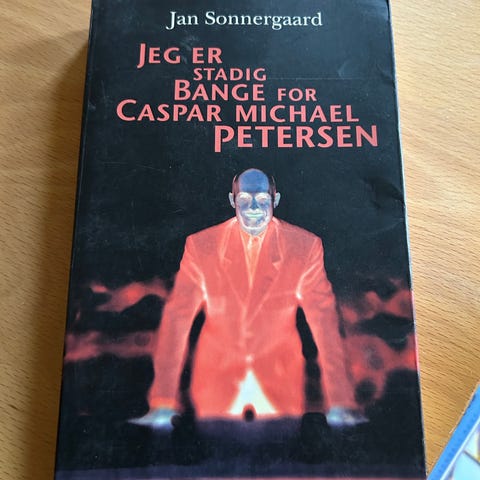 Jan Sonnergaard
JEG ER
STADIG
BANGE FOR
CASPAR MICHAEL
PETERSEN